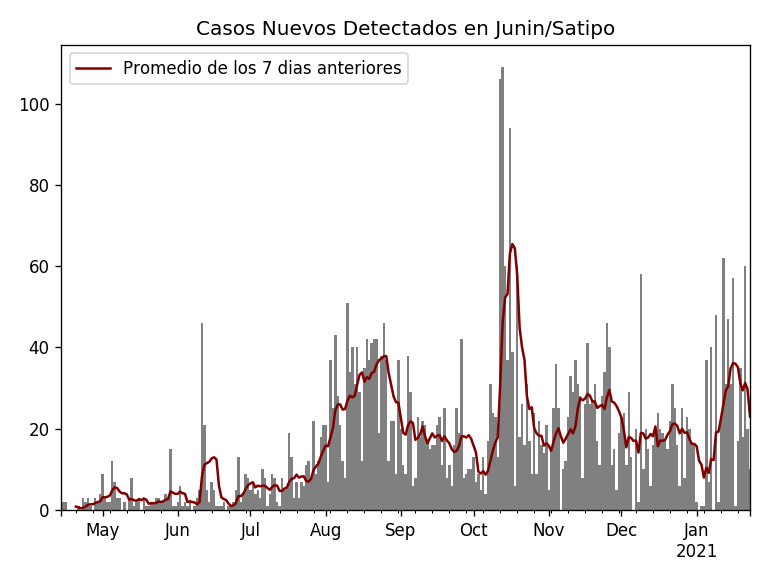 Casos Nuevos Detectados en Junin/Satipo
Promedio de los 7 dias anteriores
100
80
60
40
20
0
May Jun Jul Aug Sep Oct Nov Dec Jan
2021